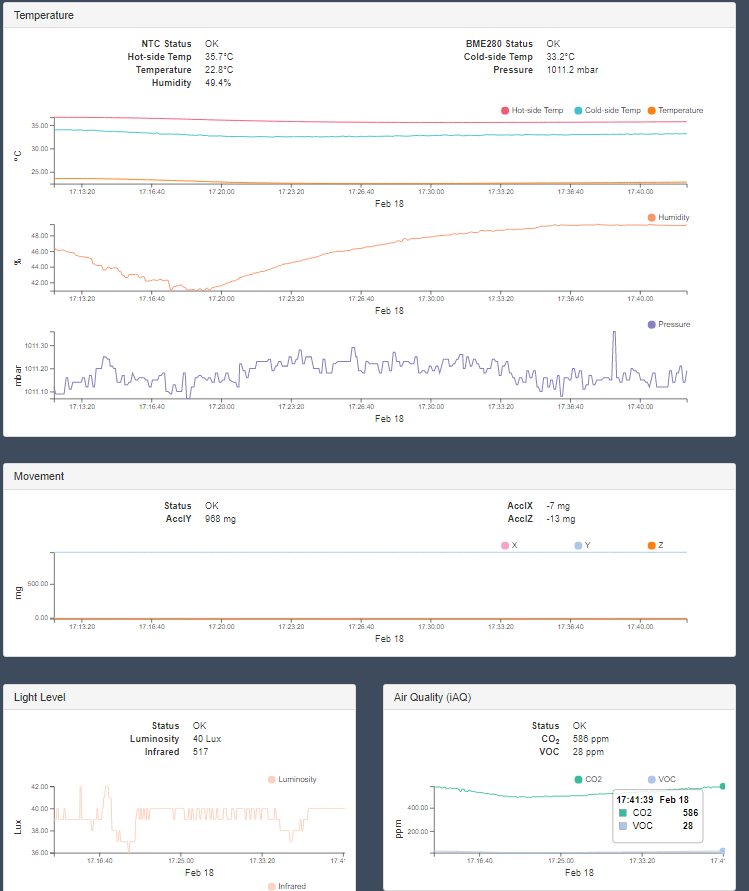 Temperature
NTC Status OK BME280 Status OK
Hot-side Temp 35.7°C Cold-side Temp 33.2°C
Temperature 22.8°C Pressure 1011.2 mbar
Humidity 49.4%
Hot-side Temp Cold-side Temp Temperature
35.00
30.00
25.00
°C
17:13:20 17:16:40 17:20:00 17:23:20 17:26:40 17:30:00 17:33:20 17:36:40 17:40:00
Feb 18
Humidity
48.00
46.00
44.00
42.00
%
17:13:20 17:16:40 17:20:00 17:23:20 17:26:40 17:30:00 17:33:20 17:36:40 17:40:00
Feb 18
Pressure
1011.30
1011.20
1011.10
mbar
17:13:20 17:16:40 17:20:00 17:23:20 17:26:40 17:30:00 17:33:20 17:36:40 17:40:00
Feb 18
Movement
Status OK AcclX -7 mg
AcclY 968 mg AcclZ -13 mg
X Y Z
500.00
0.00
mg
17:13:20 17:16:40 17:20:00 17:23:20 17:26:40 17:30:00 17:33:20 17:36:40 17:40:00
Feb 18
Light Level
Status OK
Luminosity 40 Lux
Infrared 517
Luminosity
42.00
40.00
38.00
36.00
Lux
17:16:40 17:25:00 17:33:20 17:41
Feb 18
Infrared
Air Quality (iAQ)
Status OK
CO2 586 ppm
VOC 28 ppm
CO2 VOC
400.00
200.00
ppm
17:41:39 Feb 18
CO2 586
VOC 28
17:16:40 17:25:00 17:33:20 17:41
Feb 18